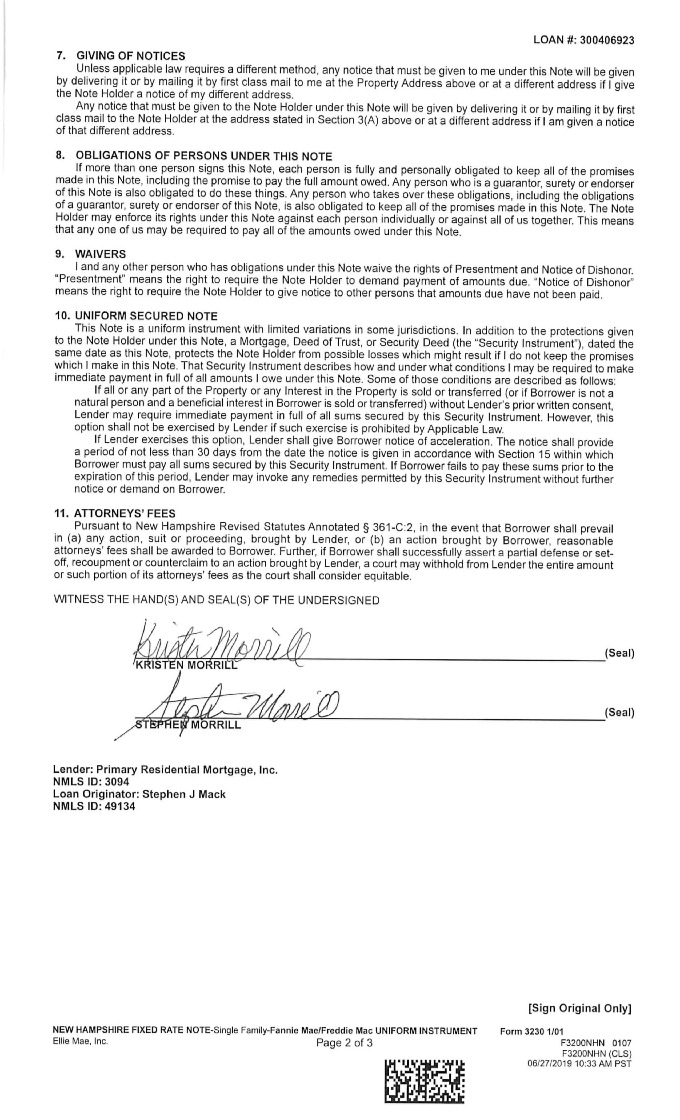 LOAN #: 300406923
7. GIVING OF NOTICES
Unless applicable law requires a different method, any notice that must be given to me under this Note will be given
by delivering it or by mailing it by first class mail to me at the Property Address above or at a different address if I give
the Note Holder a notice of my different address.
Any notice that must be given to the Note Holder under this Note will be given by delivering it or by mailing it by first
class mail to the Note Holder at the address stated in Section 3(A) above or at a different address if I am given a notice
of that different address.
8. OBLIGATIONS OF PERSONS UNDER THIS NOTE
If more than one person signs this Note, each person is fully and personally obligated to keep all of the promises
made in this Note, including the promise to pay the full amount owed. Any person who is a guarantor, surety or endorser
of this Note is also obligated to do these things. Any person who takes over these obligations, including the obligations
of a guarantor, surety or endorser of this Note, is also obligated to keep all of the promises made in this Note. The Note
Holder may enforce its rights under this Note against each person individually or against all of us together. This means
that any one of us may be required to pay all of the amounts owed under this Note.
9. WAIVERS
I and any other person who has obligations under this Note waive the rights of Presentment and Notice of Dishonor.
"Presentment" means the right to require the Note Holder to demand payment of amounts due. "Notice of Dishonor"
means the right to require the Note Holder to give notice to other persons that amounts due have not been paid.
10. UNIFORM SECURED NOTE
This Note is a uniform instrument with limited variations in some jurisdictions. In addition to the protections given
to the Note Holder under this Note, a Mortgage, Deed of Trust, or Security Deed (the "Security Instrument"), dated the
same date as this Note, protects the Note Holder from possible losses which might result if I do not keep the promises
which I make in this Note. That Security Instrument describes how and under what conditions I may be required to make
immediate payment in full of all amounts I owe under this Note. Some of those conditions are described as follows:
If all or any part of the Property or any Interest in the Property is sold or transferred (or if Borrower is not a
natural person and a beneficial interest in Borrower is sold or transferred) without Lender's prior written consent,
Lender may require immediate payment in full of all sums secured by this Security Instrument. However, this
option shall not be exercised by Lender if such exercise is prohibited by Applicable Law.
If Lender exercises this option, Lender shall give Borrower notice of acceleration. The notice shall provide
a period of not less than 30 days from the date the notice is given in accordance with Section 15 within which
Borrower must pay all sums secured by this Security Instrument. If Borrower fails to pay these sums prior to the
expiration of this period, Lender may invoke any remedies permitted by this Security Instrument without further
notice or demand on Borrower.
11. ATTORNEYS' FEES
Pursuant to New Hampshire Revised Statutes Annotated § 361-C:2, in the event that Borrower shall prevail
in (a) any action, suit or proceeding, brought by Lender, or (b) an action brought by Borrower, reasonable
attorneys' fees shall be awarded to Borrower. Further, if Borrower shall successfully assert a partial defense or set-
off, recoupment or counterclaim to an action brought by Lender, a court may withhold from Lender the entire amount
or such portion of its attorneys' fees as the court shall consider equitable.
WITNESS THE HAND(S) AND SEAL(S) OF THE UNDERSIGNED
Kristen Morrill
(Seal)
KRISTEN MORRILL
Stephen Morrill
(Seal)
STEPHEN MORRILL
Lender: Primary Residential Mortgage, Inc.
NMLS ID: 3094
Loan Originator: Stephen J Mack
NMLS ID: 49134
[Sign Original Only]
NEW HAMPSHIRE FIXED RATE NOTE-Single Family-Fannie Mae/Freddie Mac UNIFORM INSTRUMENT Form 3230 1/01
Ellie Mae, Inc. Page 2 of 3 F3200NHN 0107
F3200NHN (CLS)
06/27/2019 10:33 AM PST